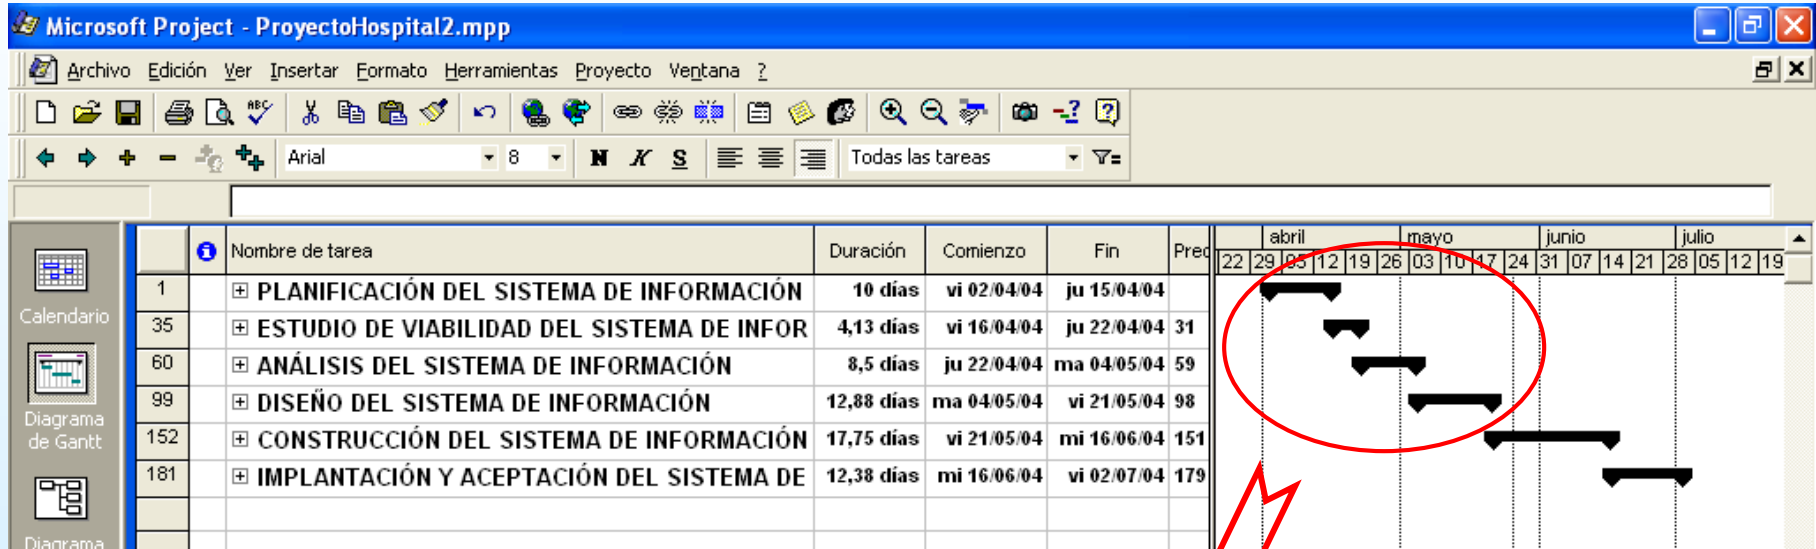 Microsoft Project - ProyectoHospital2.mpp
Archivo Edición Ver Insertar Formato Herramientas Proyecto Ventana ?
Arial 8 N K S Todas las tareas
Nombre de tarea Duración Comienzo Fin Pred abril mayo junio julio
22 29 05 12 19 26 03 10 17 24 31 07 14 21 28 05 12 19
1 PLANIFICACIÓN DEL SISTEMA DE INFORMACIÓN 10 días vi 02/04/04 ju 15/04/04
Calendario
35 ESTUDIO DE VIABILIDAD DEL SISTEMA DE INFOR 4,13 días vi 16/04/04 ju 22/04/04 31
60 ANÁLISIS DEL SISTEMA DE INFORMACIÓN 8,5 días ju 22/04/04 ma 04/05/04 59
99 DISEÑO DEL SISTEMA DE INFORMACIÓN 12,88 días ma 04/05/04 vi 21/05/04 98
Diagrama
de Gantt
152 CONSTRUCCIÓN DEL SISTEMA DE INFORMACIÓN 17,75 días vi 21/05/04 mi 16/06/04 151
181 IMPLANTACIÓN Y ACEPTACIÓN DEL SISTEMA DE 12,38 días mi 16/06/04 vi 02/07/04 179
Diagrama